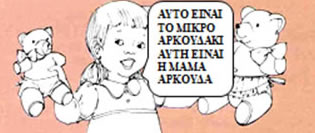 ΑΥΤΟ ΕΙΝΑΙ
ΤΟ ΜΙΚΡΟ
ΑΡΚΟΥΔΑΚΙ
ΑΥΤΗ ΕΙΝΑΙ
Η ΜΑΜΑ
ΑΡΚΟΥΔΑ